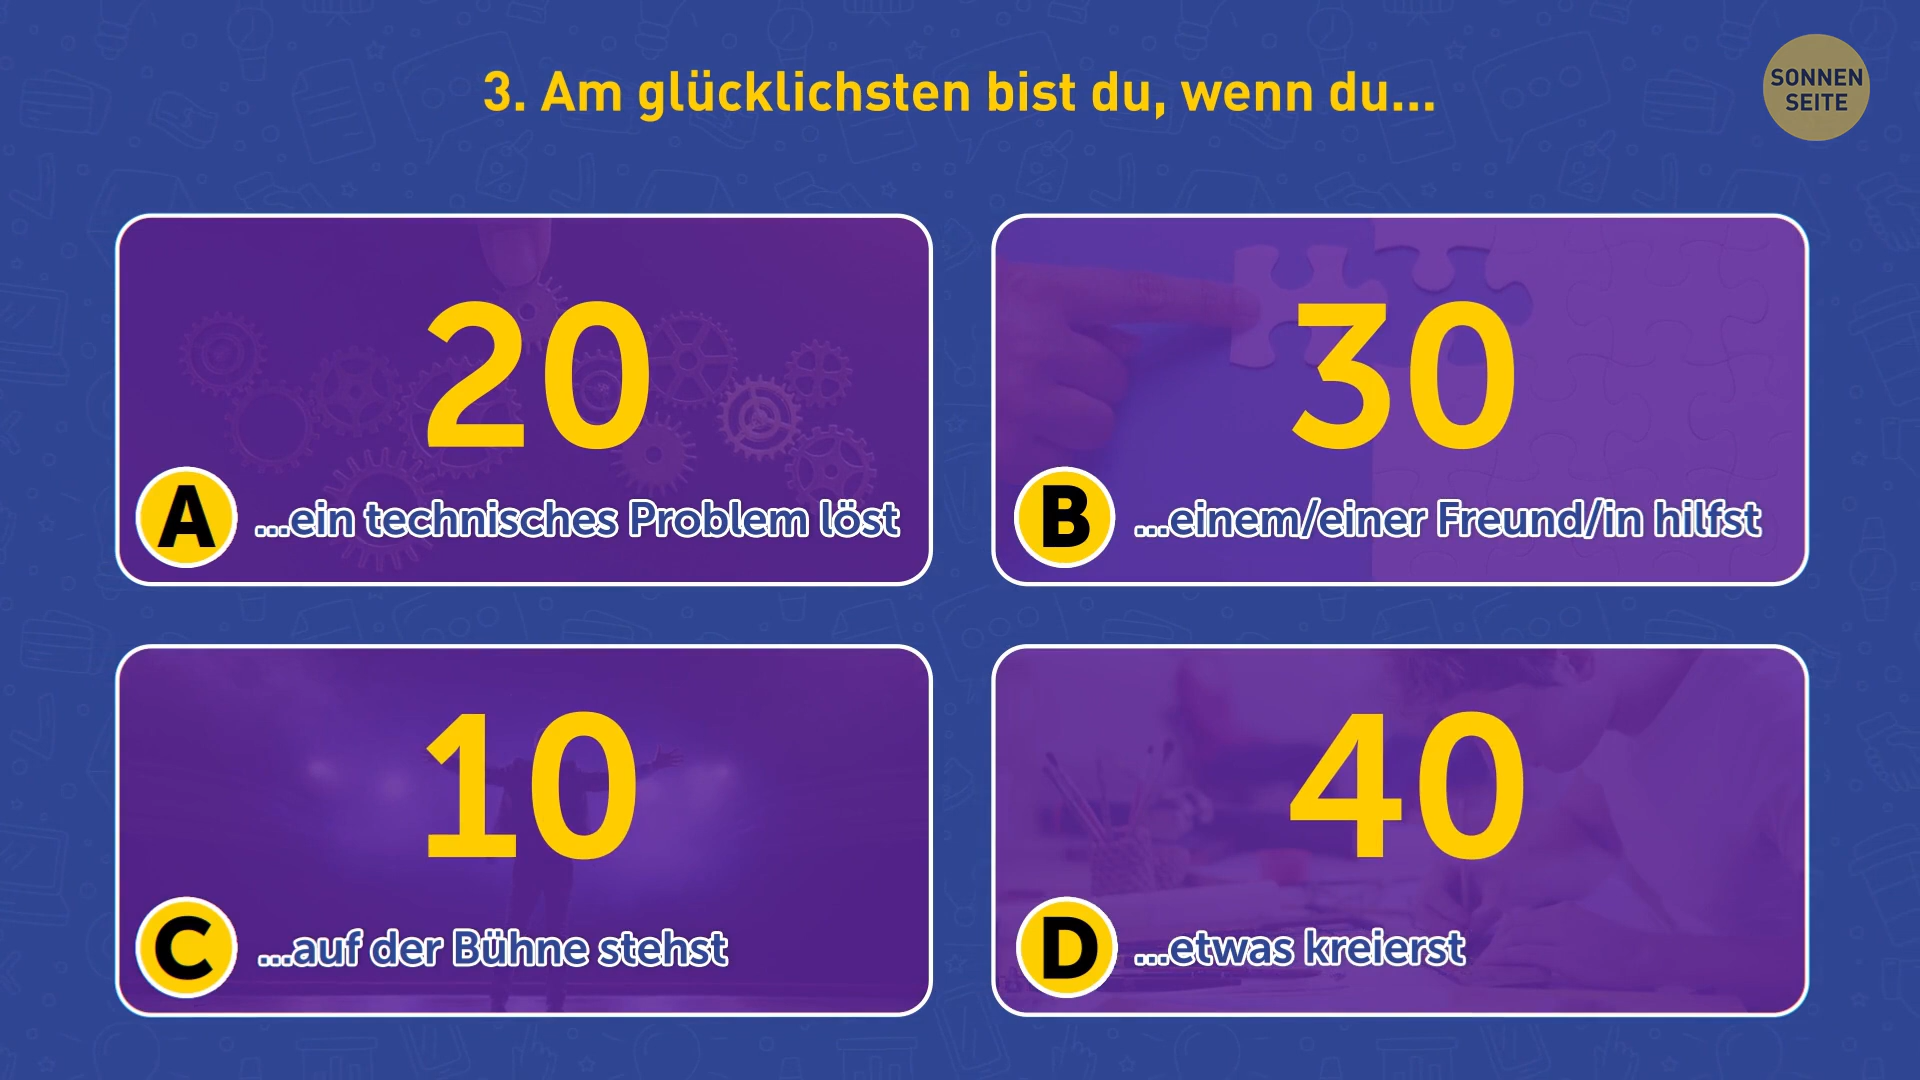 3. Am glücklichsten bist du, wenn du...
SONNEN
SEITE
20
A ...ein technisches Problem löst
30
B ...einem/einer Freund/in hilfst
10
C ...auf der Bühne stehst
40
D ...etwas kreierst